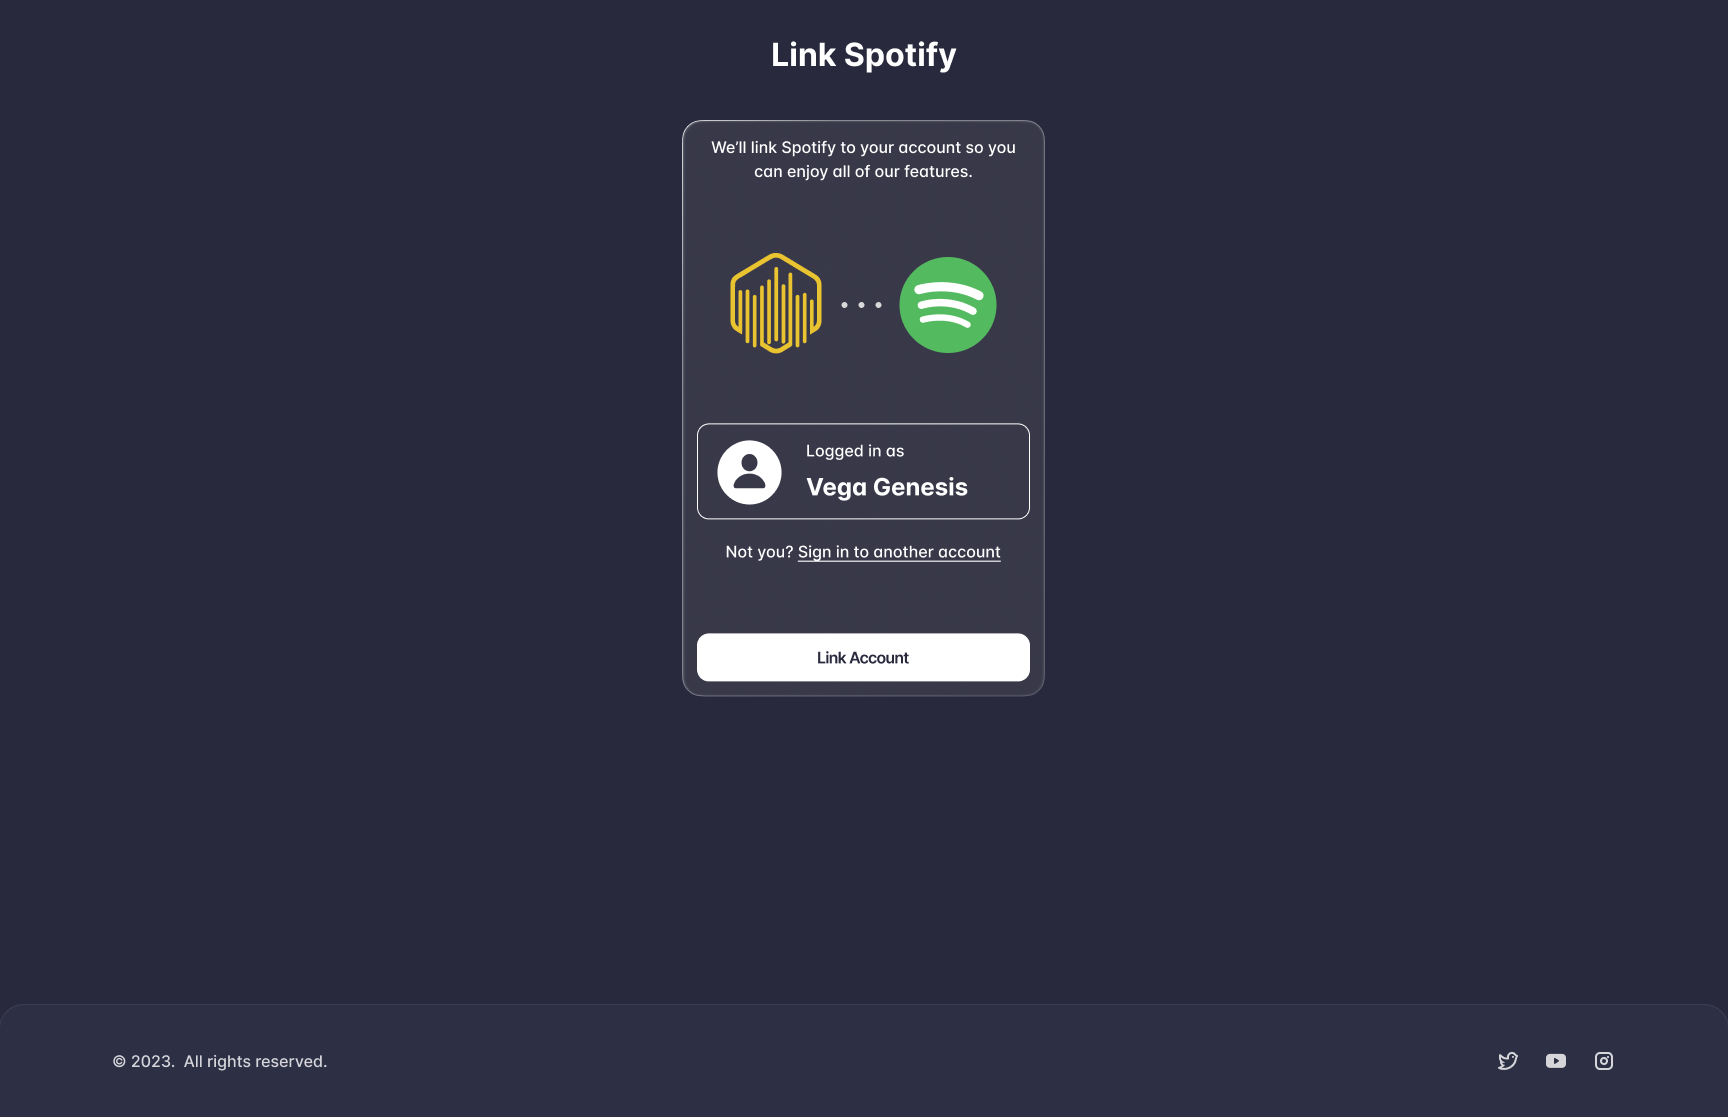 Link Spotify
We’ll link Spotify to your account so you
can enjoy all of our features.
Logged in as
Vega Genesis
Not you? Sign in to another account
Link Account
© 2023.  All rights reserved.